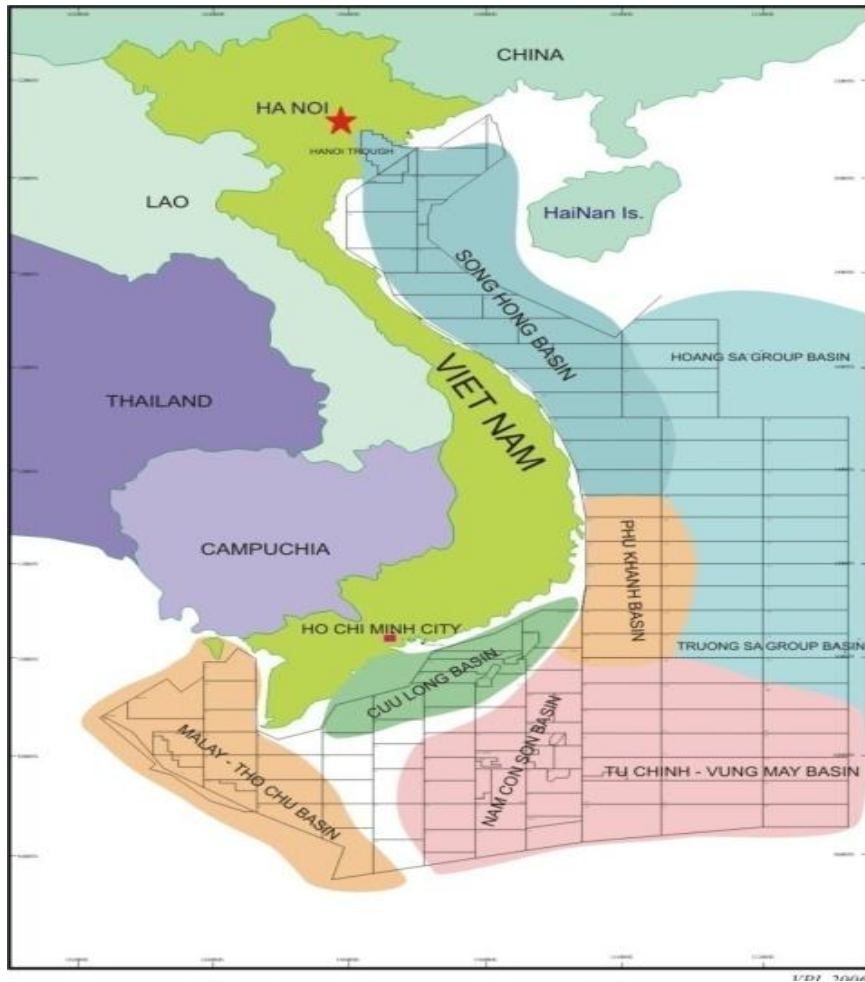 CHINA
HA NOI
HANOI TROUGH
LAO
HaiNan Is.
SONG HONG BASIN
HOANG SA GROUP BASIN
VIET NAM
THAILAND
CAMPUCHIA
PHU KHANH BASIN
HO CHI MINH CITY
TRUONG SA GROUP BASIN
CUU LONG BASIN
MALAY - THO CHU BASIN
NAM CON SON BASIN
TU CHINH - VUNG MAY BASIN